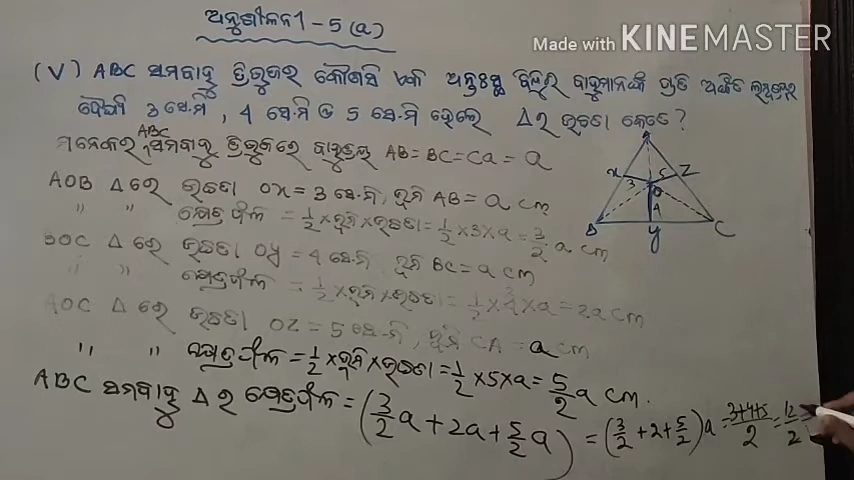 ଅନୁଶୀଳନୀ - 5 (a)
Made with KINEMASTER
(V) ABC ସମବାହୁ ତ୍ରିଭୁଜର କୌଣସି ଏକ ଅନ୍ତଃସ୍ଥ ବିନ୍ଦୁରୁ ବାହୁମାନଙ୍କ ପ୍ରତି ଅଙ୍କିତ ଲମ୍ବତ୍ରୟର
ଦୈର୍ଘ୍ୟ 3 ସେ.ମି, 4 ସେ.ମି ଓ 5 ସେ.ମି ହେଲେ Δର ଉଚ୍ଚତା କେତେ?
ମନେକର ABC ସମବାହୁ ତ୍ରିଭୁଜରେ ବାହୁତ୍ରୟ AB = BC = CA = a
AOB Δ ରେ ଉଚ୍ଚତା OX = 3 ସେ.ମି, ଭୂମି AB = a cm
" " କ୍ଷେତ୍ରଫଳ = 1/2 × ଭୂମି × ଉଚ୍ଚତା = 1/2 × 3 × a = 3/2 a cm
BOC Δ ରେ ଉଚ୍ଚତା OY = 4 ସେ.ମି ଭୂମି BC = a cm
" " କ୍ଷେତ୍ରଫଳ = 1/2 × ଭୂମି × ଉଚ୍ଚତା = 1/2 × 4 × a = 2a cm
AOC Δ ରେ ଉଚ୍ଚତା OZ = 5 ସେ.ମି, ଭୂମି CA = a cm
" " କ୍ଷେତ୍ରଫଳ = 1/2 × ଭୂମି × ଉଚ୍ଚତା = 1/2 × 5 × a = 5/2 a cm.
ABC ସମବାହୁ Δ ର କ୍ଷେତ୍ରଫଳ = (3/2 a + 2a + 5/2 a) = (3/2 + 2 + 5/2) a = 3+4+5/2 = 12/2
A
x 5 Z
3 O
4
B y C